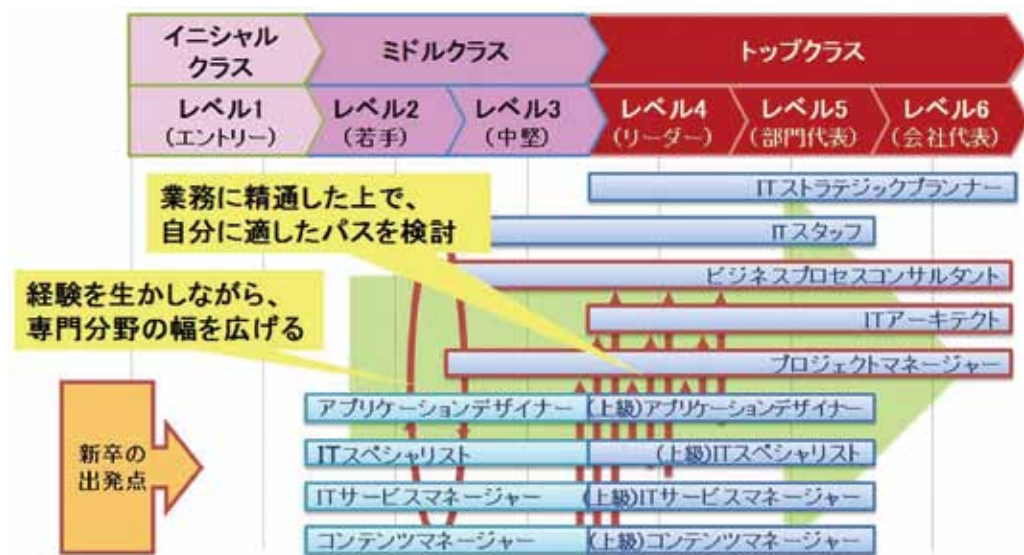 イニシャル
クラス
ミドルクラス
トップクラス
レベル1
(エントリー)
レベル2
(若手)
レベル3
(中堅)
レベル4
(リーダー)
レベル5
(部門代表)
レベル6
(会社代表)
業務に精通した上で、
自分に適したパスを検討
経験を生かしながら、
専門分野の幅を広げる
新卒の
出発点
ITストラテジックプランナー
ITスタッフ
ビジネスプロセスコンサルタント
ITアーキテクト
プロジェクトマネージャー
アプリケーションデザイナー
(上級)アプリケーションデザイナー
ITスペシャリスト
(上級)ITスペシャリスト
ITサービスマネージャー
(上級)ITサービスマネージャー
コンテンツマネージャー
(上級)コンテンツマネージャー